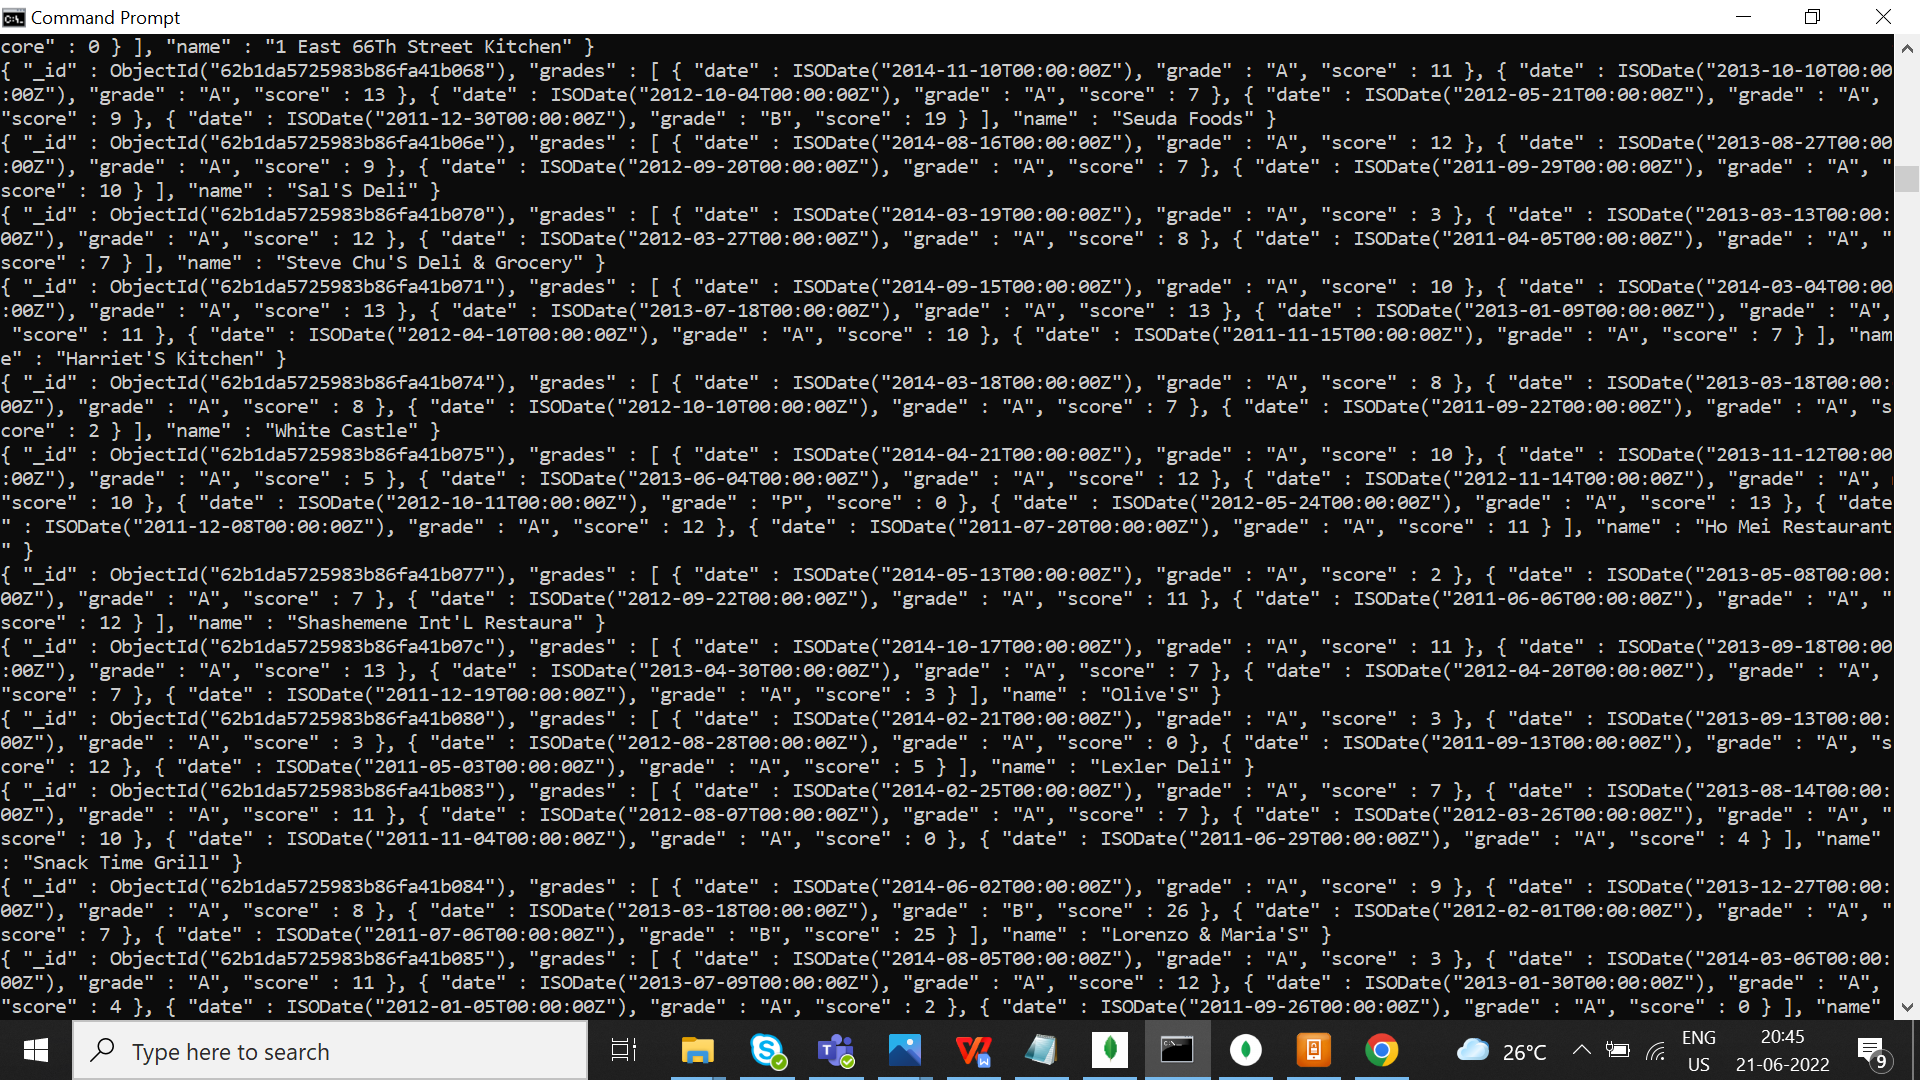 Command Prompt
core" : 0 } ], "name" : "1 East 66Th Street Kitchen" }
{ "_id" : ObjectId("62b1da5725983b86fa41b068"), "grades" : [ { "date" : ISODate("2014-11-10T00:00:00Z"), "grade" : "A", "score" : 11 }, { "date" : ISODate("2013-10-10T00:00
:00Z"), "grade" : "A", "score" : 13 }, { "date" : ISODate("2012-10-04T00:00:00Z"), "grade" : "A", "score" : 7 }, { "date" : ISODate("2012-05-21T00:00:00Z"), "grade" : "A",
"score" : 9 }, { "date" : ISODate("2011-12-30T00:00:00Z"), "grade" : "B", "score" : 19 } ], "name" : "Seuda Foods" }
{ "_id" : ObjectId("62b1da5725983b86fa41b06e"), "grades" : [ { "date" : ISODate("2014-08-16T00:00:00Z"), "grade" : "A", "score" : 12 }, { "date" : ISODate("2013-08-27T00:00
:00Z"), "grade" : "A", "score" : 9 }, { "date" : ISODate("2012-09-20T00:00:00Z"), "grade" : "A", "score" : 7 }, { "date" : ISODate("2011-09-29T00:00:00Z"), "grade" : "A", "
score" : 10 } ], "name" : "Sal'S Deli" }
{ "_id" : ObjectId("62b1da5725983b86fa41b070"), "grades" : [ { "date" : ISODate("2014-03-19T00:00:00Z"), "grade" : "A", "score" : 3 }, { "date" : ISODate("2013-03-13T00:00:
00Z"), "grade" : "A", "score" : 12 }, { "date" : ISODate("2012-03-27T00:00:00Z"), "grade" : "A", "score" : 8 }, { "date" : ISODate("2011-04-05T00:00:00Z"), "grade" : "A", "
score" : 7 } ], "name" : "Steve Chu'S Deli & Grocery" }
{ "_id" : ObjectId("62b1da5725983b86fa41b071"), "grades" : [ { "date" : ISODate("2014-09-15T00:00:00Z"), "grade" : "A", "score" : 10 }, { "date" : ISODate("2014-03-04T00:00
:00Z"), "grade" : "A", "score" : 13 }, { "date" : ISODate("2013-07-18T00:00:00Z"), "grade" : "A", "score" : 13 }, { "date" : ISODate("2013-01-09T00:00:00Z"), "grade" : "A",
"score" : 11 }, { "date" : ISODate("2012-04-10T00:00:00Z"), "grade" : "A", "score" : 10 }, { "date" : ISODate("2011-11-15T00:00:00Z"), "grade" : "A", "score" : 7 } ], "nam
e" : "Harriet'S Kitchen" }
{ "_id" : ObjectId("62b1da5725983b86fa41b074"), "grades" : [ { "date" : ISODate("2014-03-18T00:00:00Z"), "grade" : "A", "score" : 8 }, { "date" : ISODate("2013-03-18T00:00:
00Z"), "grade" : "A", "score" : 8 }, { "date" : ISODate("2012-10-10T00:00:00Z"), "grade" : "A", "score" : 7 }, { "date" : ISODate("2011-09-22T00:00:00Z"), "grade" : "A", "s
core" : 2 } ], "name" : "White Castle" }
{ "_id" : ObjectId("62b1da5725983b86fa41b075"), "grades" : [ { "date" : ISODate("2014-04-21T00:00:00Z"), "grade" : "A", "score" : 10 }, { "date" : ISODate("2013-11-12T00:00
:00Z"), "grade" : "A", "score" : 5 }, { "date" : ISODate("2013-06-04T00:00:00Z"), "grade" : "A", "score" : 12 }, { "date" : ISODate("2012-11-14T00:00:00Z"), "grade" : "A",
"score" : 10 }, { "date" : ISODate("2012-10-11T00:00:00Z"), "grade" : "P", "score" : 0 }, { "date" : ISODate("2012-05-24T00:00:00Z"), "grade" : "A", "score" : 13 }, { "date
" : ISODate("2011-12-08T00:00:00Z"), "grade" : "A", "score" : 12 }, { "date" : ISODate("2011-07-20T00:00:00Z"), "grade" : "A", "score" : 11 } ], "name" : "Ho Mei Restaurant
" }
{ "_id" : ObjectId("62b1da5725983b86fa41b077"), "grades" : [ { "date" : ISODate("2014-05-13T00:00:00Z"), "grade" : "A", "score" : 2 }, { "date" : ISODate("2013-05-08T00:00:
00Z"), "grade" : "A", "score" : 7 }, { "date" : ISODate("2012-09-22T00:00:00Z"), "grade" : "A", "score" : 11 }, { "date" : ISODate("2011-06-06T00:00:00Z"), "grade" : "A", "
score" : 12 } ], "name" : "Shashemene Int'L Restaura" }
{ "_id" : ObjectId("62b1da5725983b86fa41b07c"), "grades" : [ { "date" : ISODate("2014-10-17T00:00:00Z"), "grade" : "A", "score" : 11 }, { "date" : ISODate("2013-09-18T00:00
:00Z"), "grade" : "A", "score" : 13 }, { "date" : ISODate("2013-04-30T00:00:00Z"), "grade" : "A", "score" : 7 }, { "date" : ISODate("2012-04-20T00:00:00Z"), "grade" : "A",
"score" : 7 }, { "date" : ISODate("2011-12-19T00:00:00Z"), "grade" : "A", "score" : 3 } ], "name" : "Olive'S" }
{ "_id" : ObjectId("62b1da5725983b86fa41b080"), "grades" : [ { "date" : ISODate("2014-02-21T00:00:00Z"), "grade" : "A", "score" : 3 }, { "date" : ISODate("2013-09-13T00:00:
00Z"), "grade" : "A", "score" : 3 }, { "date" : ISODate("2012-08-28T00:00:00Z"), "grade" : "A", "score" : 0 }, { "date" : ISODate("2011-09-13T00:00:00Z"), "grade" : "A", "s
core" : 12 }, { "date" : ISODate("2011-05-03T00:00:00Z"), "grade" : "A", "score" : 5 } ], "name" : "Lexler Deli" }
{ "_id" : ObjectId("62b1da5725983b86fa41b083"), "grades" : [ { "date" : ISODate("2014-02-25T00:00:00Z"), "grade" : "A", "score" : 7 }, { "date" : ISODate("2013-08-14T00:00:
00Z"), "grade" : "A", "score" : 11 }, { "date" : ISODate("2012-08-07T00:00:00Z"), "grade" : "A", "score" : 7 }, { "date" : ISODate("2012-03-26T00:00:00Z"), "grade" : "A", "
score" : 10 }, { "date" : ISODate("2011-11-04T00:00:00Z"), "grade" : "A", "score" : 0 }, { "date" : ISODate("2011-06-29T00:00:00Z"), "grade" : "A", "score" : 4 } ], "name"
: "Snack Time Grill" }
{ "_id" : ObjectId("62b1da5725983b86fa41b084"), "grades" : [ { "date" : ISODate("2014-06-02T00:00:00Z"), "grade" : "A", "score" : 9 }, { "date" : ISODate("2013-12-27T00:00:
00Z"), "grade" : "A", "score" : 8 }, { "date" : ISODate("2013-03-18T00:00:00Z"), "grade" : "B", "score" : 26 }, { "date" : ISODate("2012-02-01T00:00:00Z"), "grade" : "A", "
score" : 7 }, { "date" : ISODate("2011-07-06T00:00:00Z"), "grade" : "B", "score" : 25 } ], "name" : "Lorenzo & Maria'S" }
{ "_id" : ObjectId("62b1da5725983b86fa41b085"), "grades" : [ { "date" : ISODate("2014-08-05T00:00:00Z"), "grade" : "A", "score" : 3 }, { "date" : ISODate("2014-03-06T00:00:
00Z"), "grade" : "A", "score" : 11 }, { "date" : ISODate("2013-07-09T00:00:00Z"), "grade" : "A", "score" : 12 }, { "date" : ISODate("2013-01-30T00:00:00Z"), "grade" : "A",
"score" : 4 }, { "date" : ISODate("2012-01-05T00:00:00Z"), "grade" : "A", "score" : 2 }, { "date" : ISODate("2011-09-26T00:00:00Z"), "grade" : "A", "score" : 0 } ], "name"
Type here to search
26°C
ENG
US
20:45
21-06-2022
9